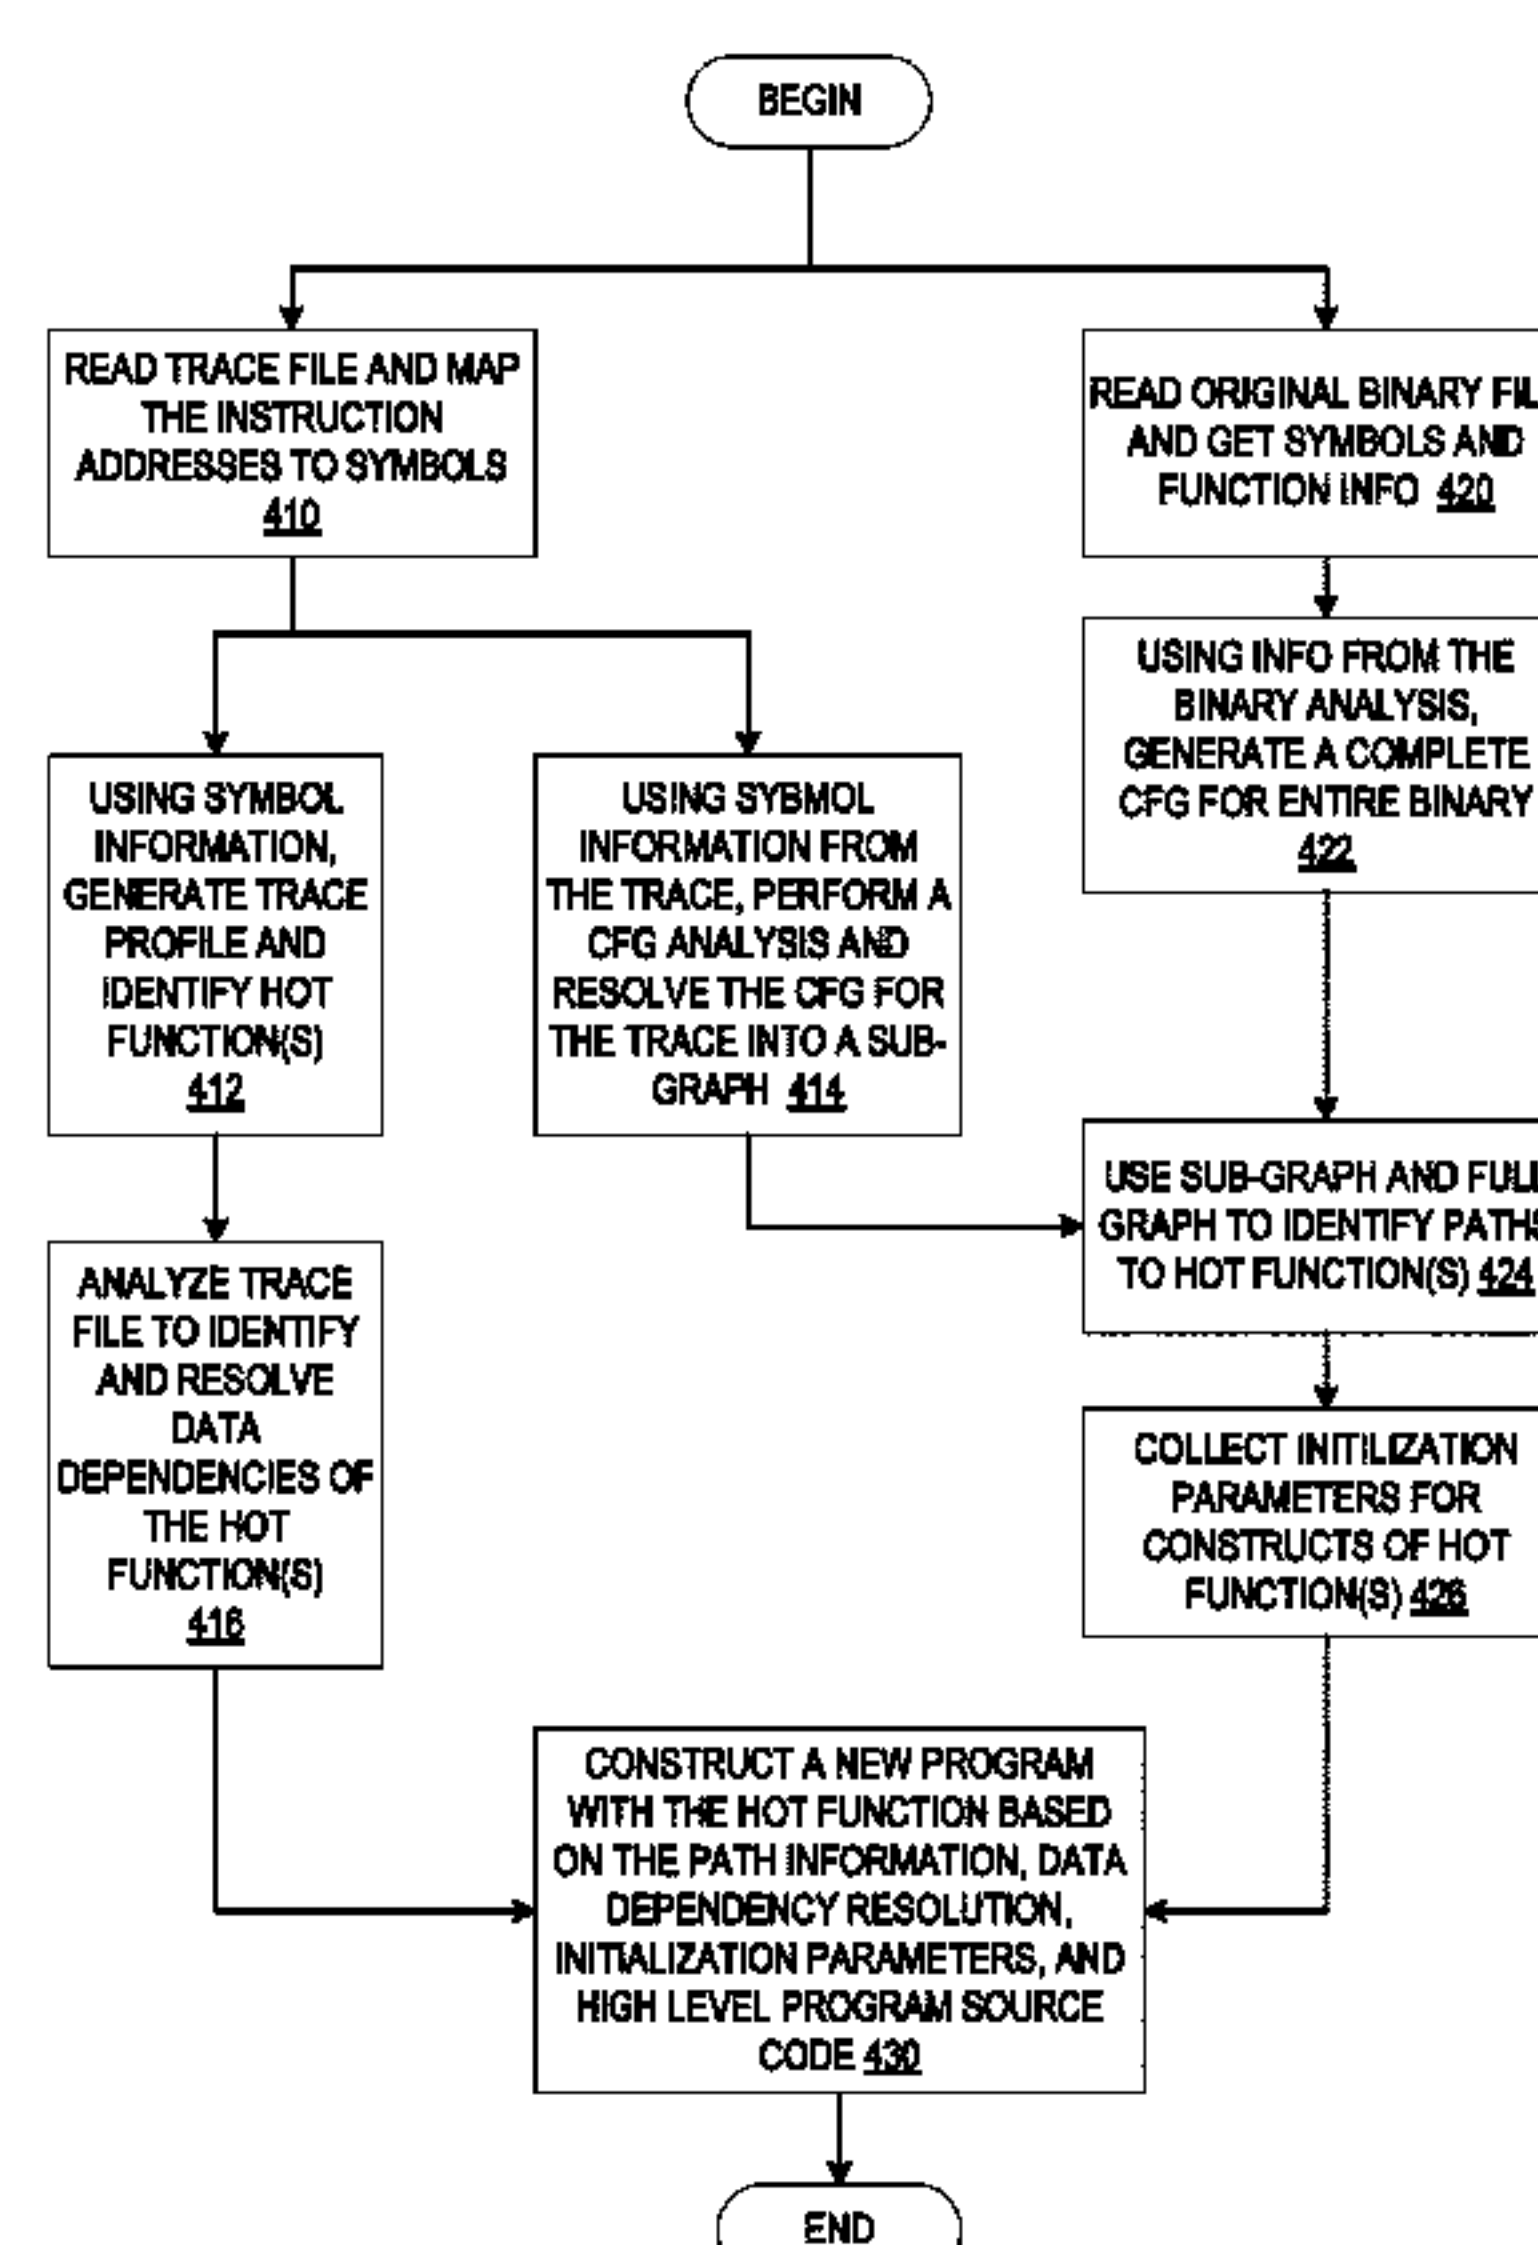 BEGIN
READ TRACE FILE AND MAP
THE INSTRUCTION
ADDRESSES TO SYMBOLS
410
READ ORIGINAL BINARY FIL
AND GET SYMBOLS AND
FUNCTION INFO 420
USING INFO FROM THE
BINARY ANALYSIS,
GENERATE A COMPLETE
CFG FOR ENTIRE BINARY
422
USING SYMBOL
INFORMATION,
GENERATE TRACE
PROFILE AND
IDENTIFY HOT
FUNCTION(S)
412
USING SYBMOL
INFORMATION FROM
THE TRACE, PERFORM A
CFG ANALYSIS AND
RESOLVE THE CFG FOR
THE TRACE INTO A SUB-
GRAPH 414
USE SUB-GRAPH AND FULL
GRAPH TO IDENTIFY PATHS
TO HOT FUNCTION(S) 424
ANALYZE TRACE
FILE TO IDENTIFY
AND RESOLVE
DATA
DEPENDENCIES OF
THE HOT
FUNCTION(S)
416
COLLECT INITILIZATION
PARAMETERS FOR
CONSTRUCTS OF HOT
FUNCTION(S) 426
CONSTRUCT A NEW PROGRAM
WITH THE HOT FUNCTION BASED
ON THE PATH INFORMATION, DATA
DEPENDENCY RESOLUTION,
INITIALIZATION PARAMETERS, AND
HIGH LEVEL PROGRAM SOURCE
CODE 430
END